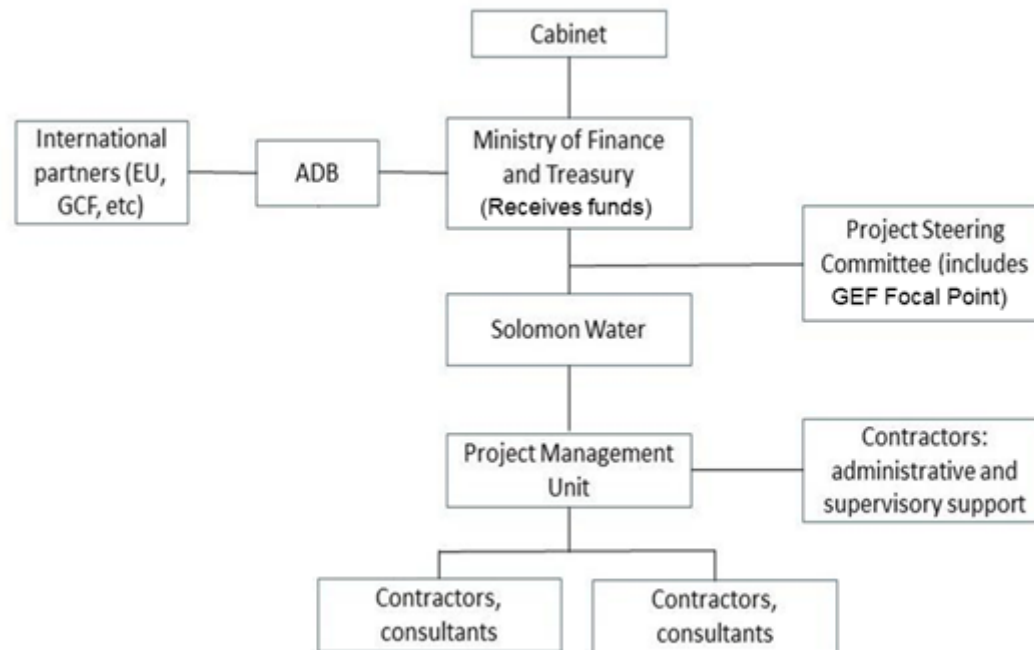 Cabinet
International
partners (EU,
GCF, etc)
ADB
Ministry of Finance
and Treasury
(Receives funds)
Project Steering
Committee (includes
GEF Focal Point)
Solomon Water
Project Management
Unit
Contractors:
administrative and
supervisory support
Contractors,
consultants
Contractors,
consultants